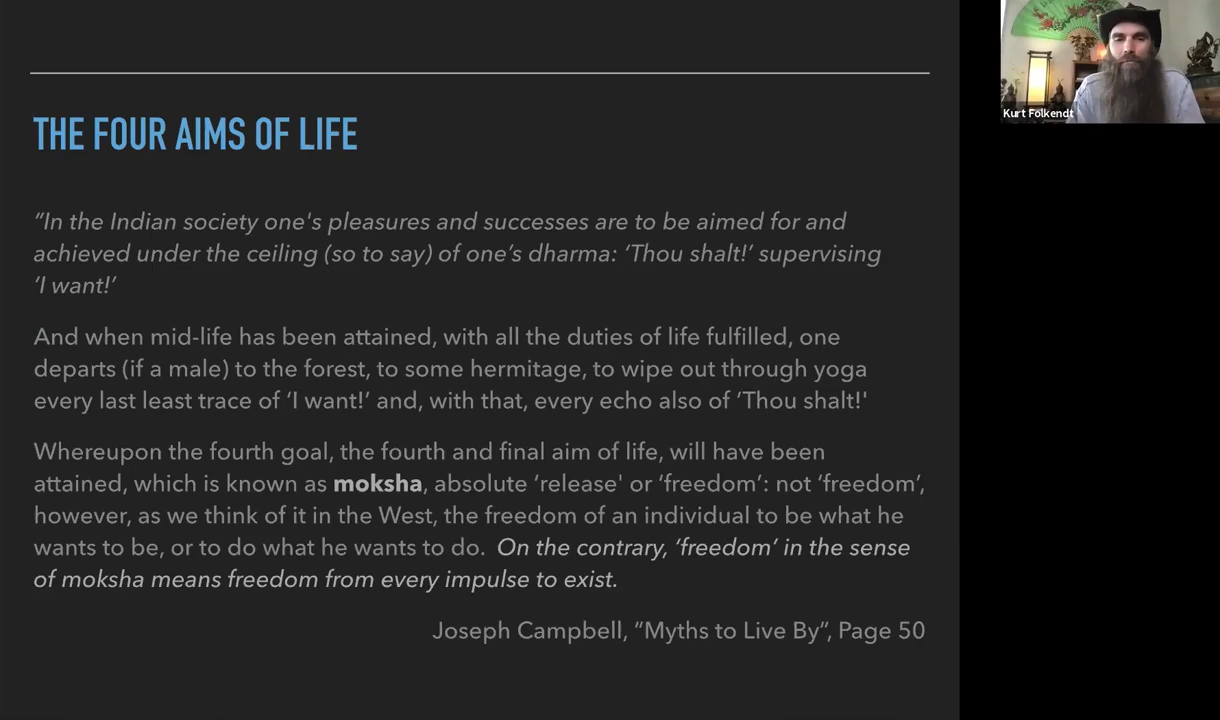 THE FOUR AIMS OF LIFE
“In the Indian society one's pleasures and successes are to be aimed for and
achieved under the ceiling (so to say) of one’s dharma: ‘Thou shalt!’ supervising
‘I want!’
And when mid-life has been attained, with all the duties of life fulfilled, one
departs (if a male) to the forest, to some hermitage, to wipe out through yoga
every last least trace of ‘I want!’ and, with that, every echo also of ‘Thou shalt!'
Whereupon the fourth goal, the fourth and final aim of life, will have been
attained, which is known as moksha, absolute ‘release' or ‘freedom’: not ‘freedom’,
however, as we think of it in the West, the freedom of an individual to be what he
wants to be, or to do what he wants to do. On the contrary, ‘freedom’ in the sense
of moksha means freedom from every impulse to exist.
Joseph Campbell, “Myths to Live By”, Page 50
Kurt Folkendt